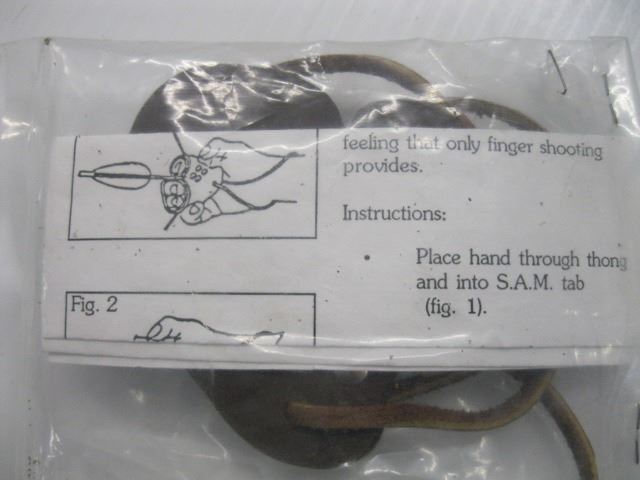 feeling that only finger shooting
provides.
Instructions:
• Place hand through thong
and into S.A.M. tab
(fig. 1).
Fig. 2